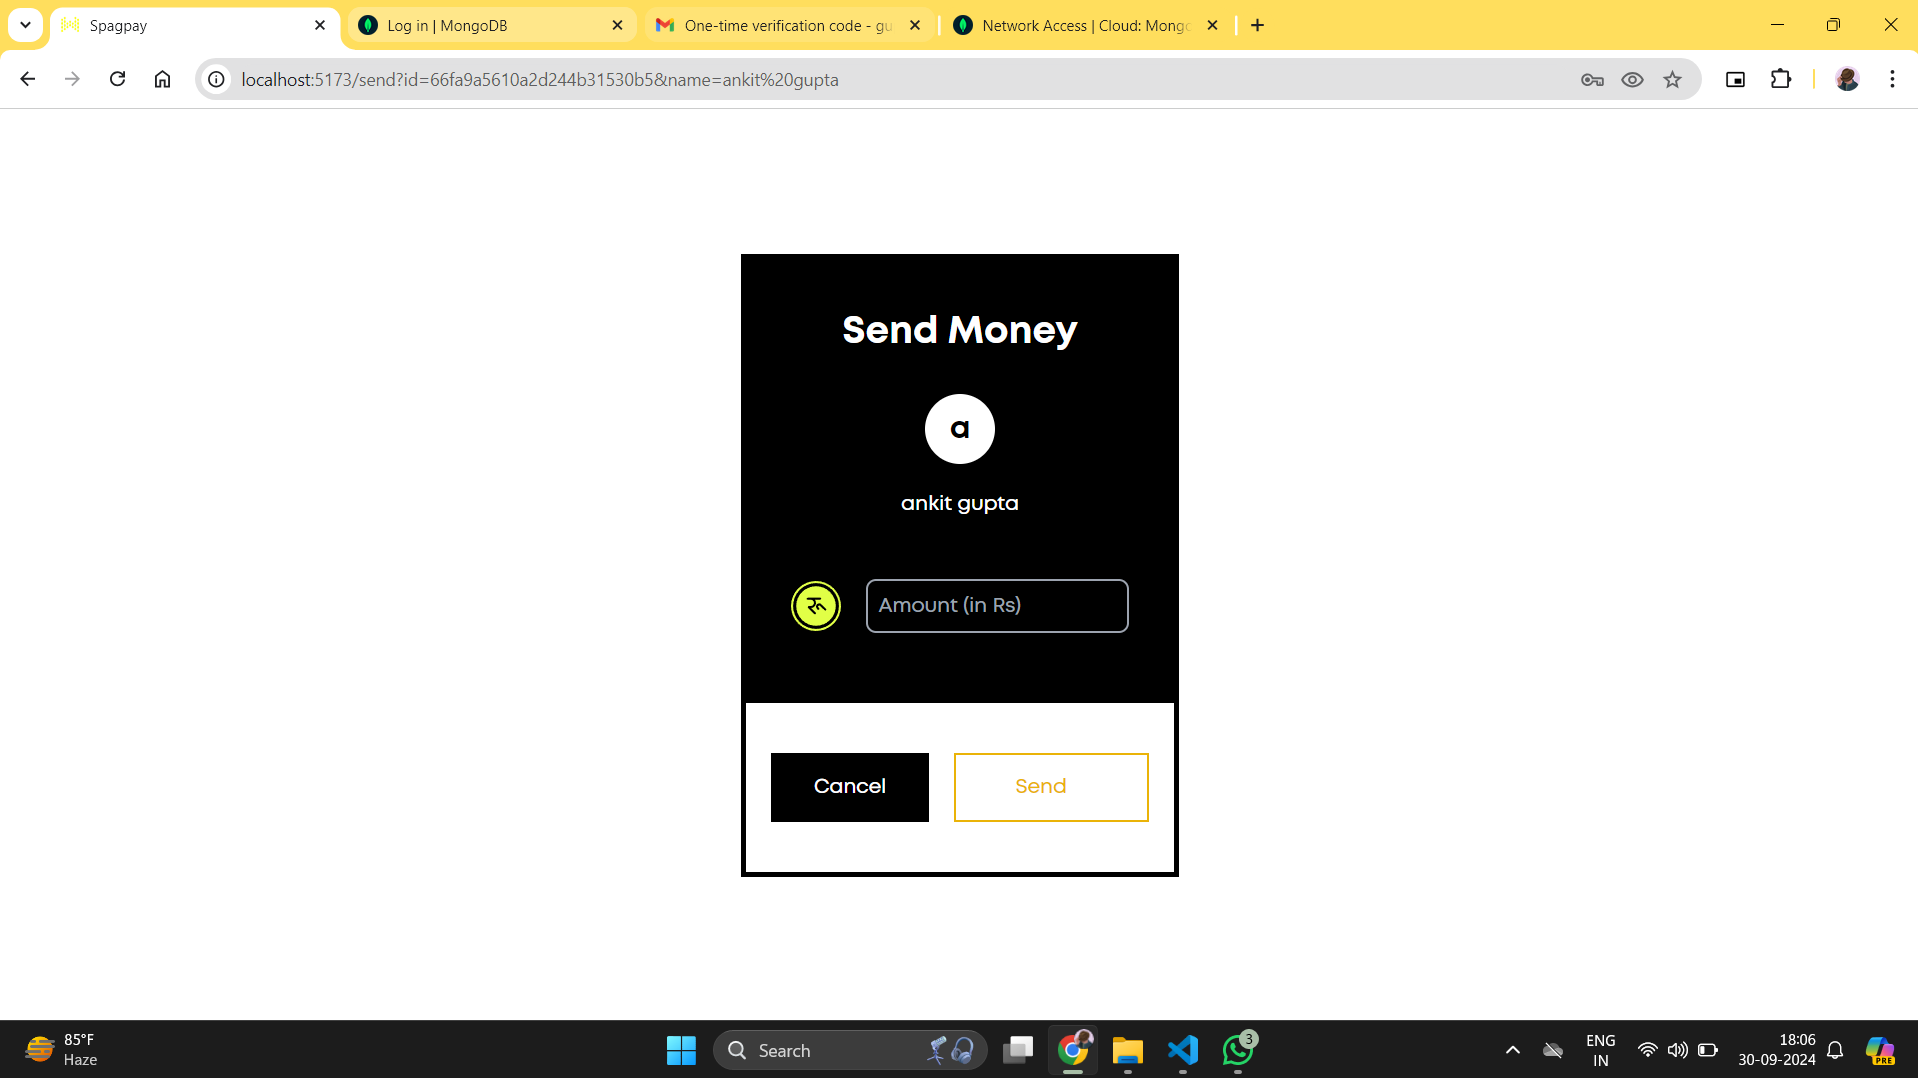 Spagpay
Log in | MongoDB
One-time verification code - gu
Network Access | Cloud: Mongo
localhost:5173/send?id=66fa9a5610a2d244b31530b5&name=ankit%20gupta
Send Money
a
ankit gupta
रू
Amount (in Rs)
Cancel
Send
85°F
Haze
Search
3
ENG
IN
18:06
30-09-2024
PRE